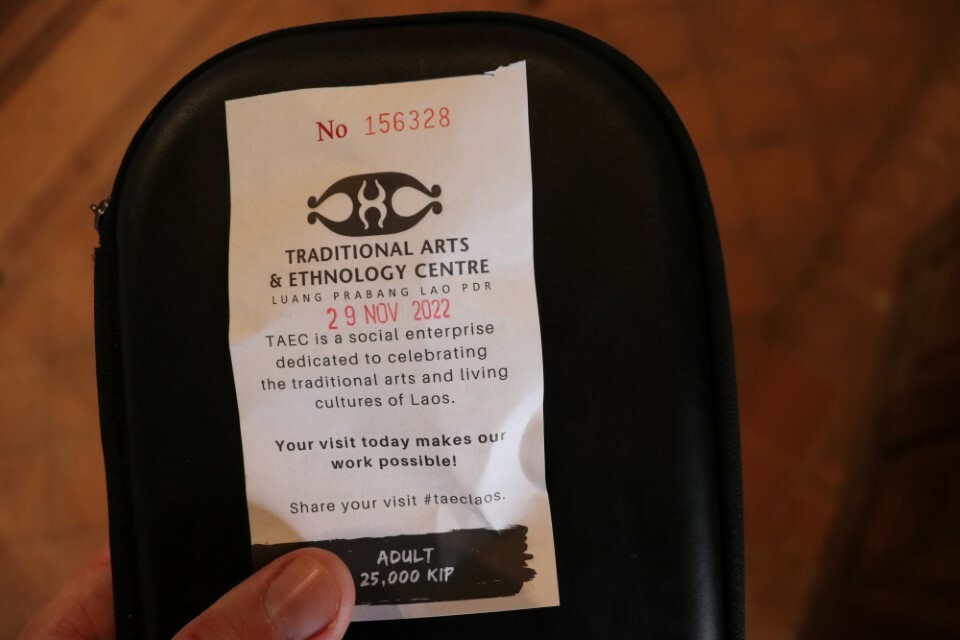 No 156328
TRADITIONAL ARTS
& ETHNOLOGY CENTRE
LUANG PRABANG LAO PDR
29 NOV 2022
TAEC is a social enterprise
dedicated to celebrating
the traditional arts and living
cultures of Laos.
Your visit today makes our
work possible!
Share your visit #taeclaos.
ADULT
25,000 KIP